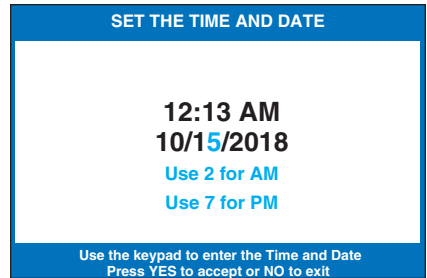 SET THE TIME AND DATE
12:13 AM
10/15/2018
Use 2 for AM
Use 7 for PM
Use the keypad to enter the Time and Date
Press YES to accept or NO to exit